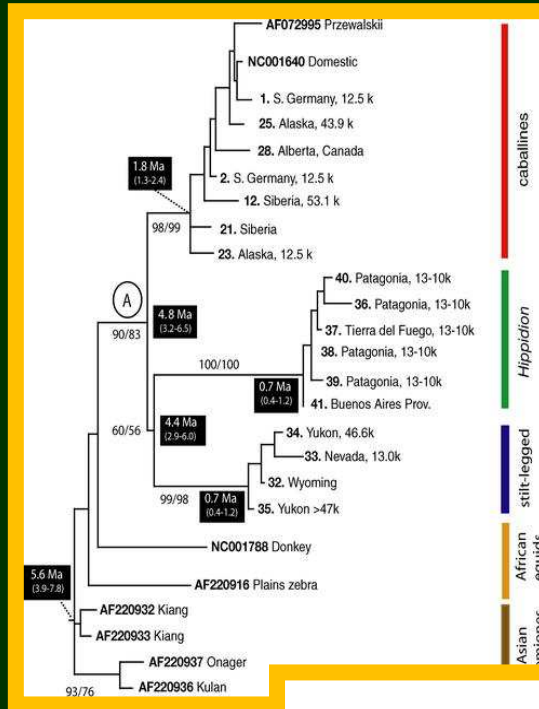 AF072995 Przewalskii
NC001640 Domestic
1. S. Germany, 12.5 k
25. Alaska, 43.9 k
28. Alberta, Canada
1.8 Ma
(1.3-2.4)
2. S. Germany, 12.5 k
12. Siberia, 53.1 k
98/99
21. Siberia
23. Alaska, 12.5 k
caballines
A
90/83
4.8 Ma
(3.2-6.5)
40. Patagonia, 13-10k
36. Patagonia, 13-10k
37. Tierra del Fuego, 13-10k
38. Patagonia, 13-10k
100/100
39. Patagonia, 13-10k
0.7 Ma
(0.4-1.2)
41. Buenos Aires Prov.
Hippidion
60/56
4.4 Ma
(2.9-6.0)
34. Yukon, 46.6k
33. Nevada, 13.0k
32. Wyoming
99/98
0.7 Ma
(0.4-1.2)
35. Yukon >47k
stilt-legged
NC001788 Donkey
AF220916 Plains zebra
African
equids
5.6 Ma
(3.9-7.8)
AF220932 Kiang
AF220933 Kiang
AF220937 Onager
93/76
AF220936 Kulan
Asian